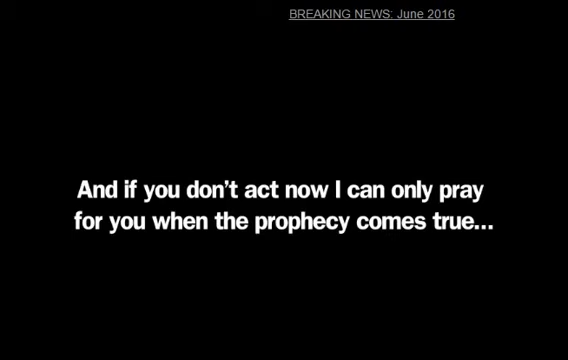 BREAKING NEWS: June 2016
And if you don't act now I can only pray
for you when the prophecy comes true...